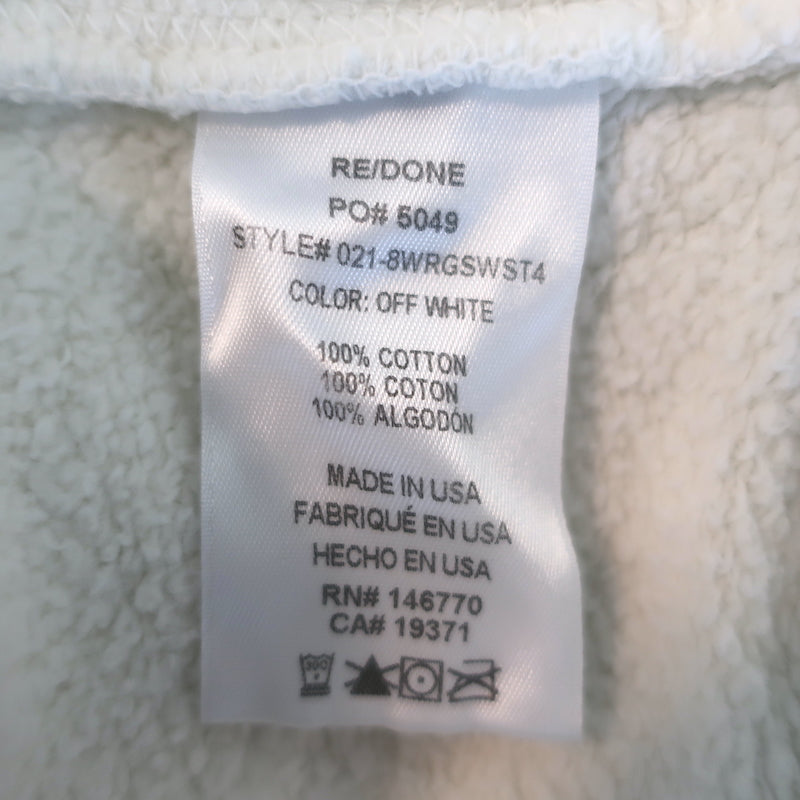 RE/DONE
PO# 5049
STYLE# 021-8WRGSWST4
COLOR: OFF WHITE
100% COTTON
100% COTON
100% ALGODÓN
MADE IN USA
FABRIQUÉ EN USA
HECHO EN USA
RN# 146770
CA# 19371